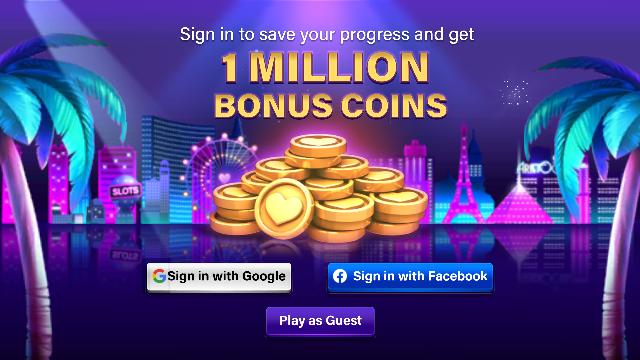 Sign in to save your progress and get
1 MILLION
BONUS COINS
SLOTS
Sign in with Google
Sign in with Facebook
Play as Guest